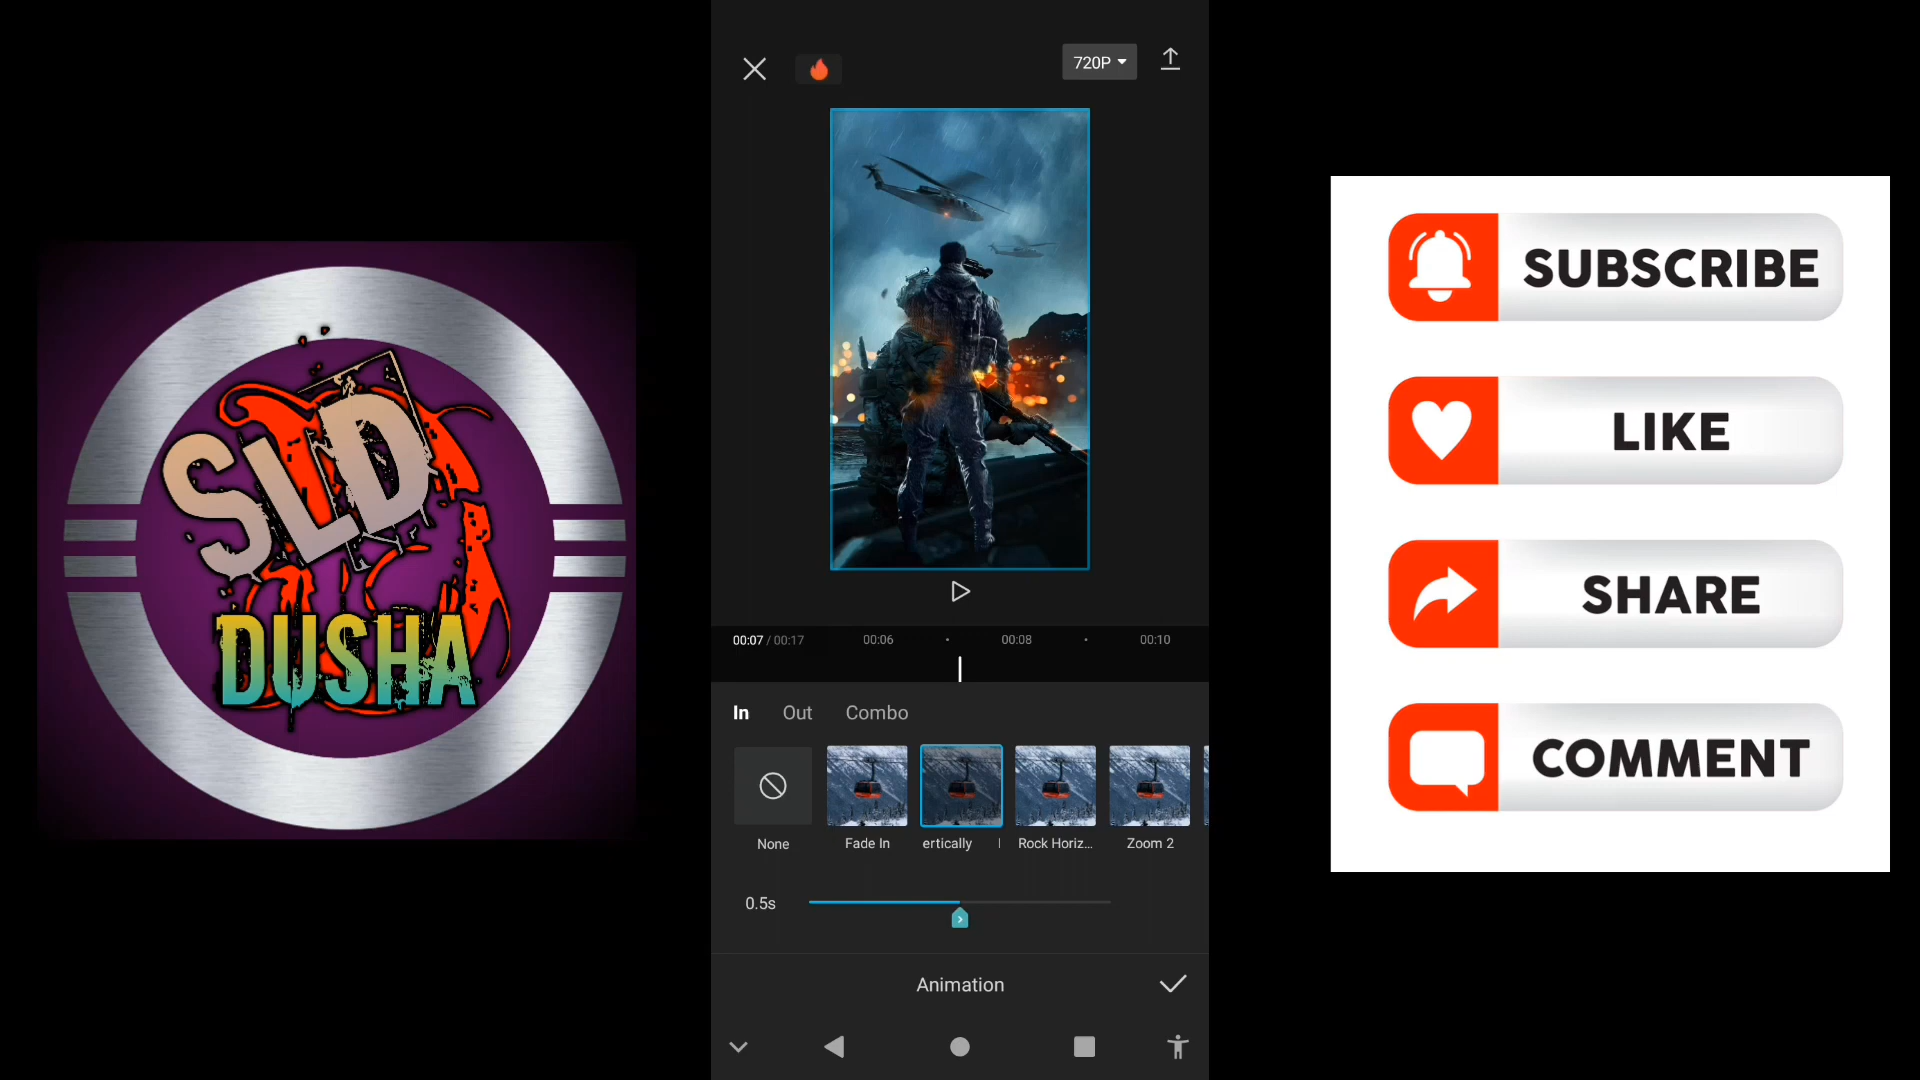 SLD
DUSHA
720P
00:07 / 00:17
00:06
00:08
00:10
In
Out
Combo
None
Fade In
ertically
Rock Horiz...
Zoom 2
0.5s
Animation
SUBSCRIBE
LIKE
SHARE
COMMENT